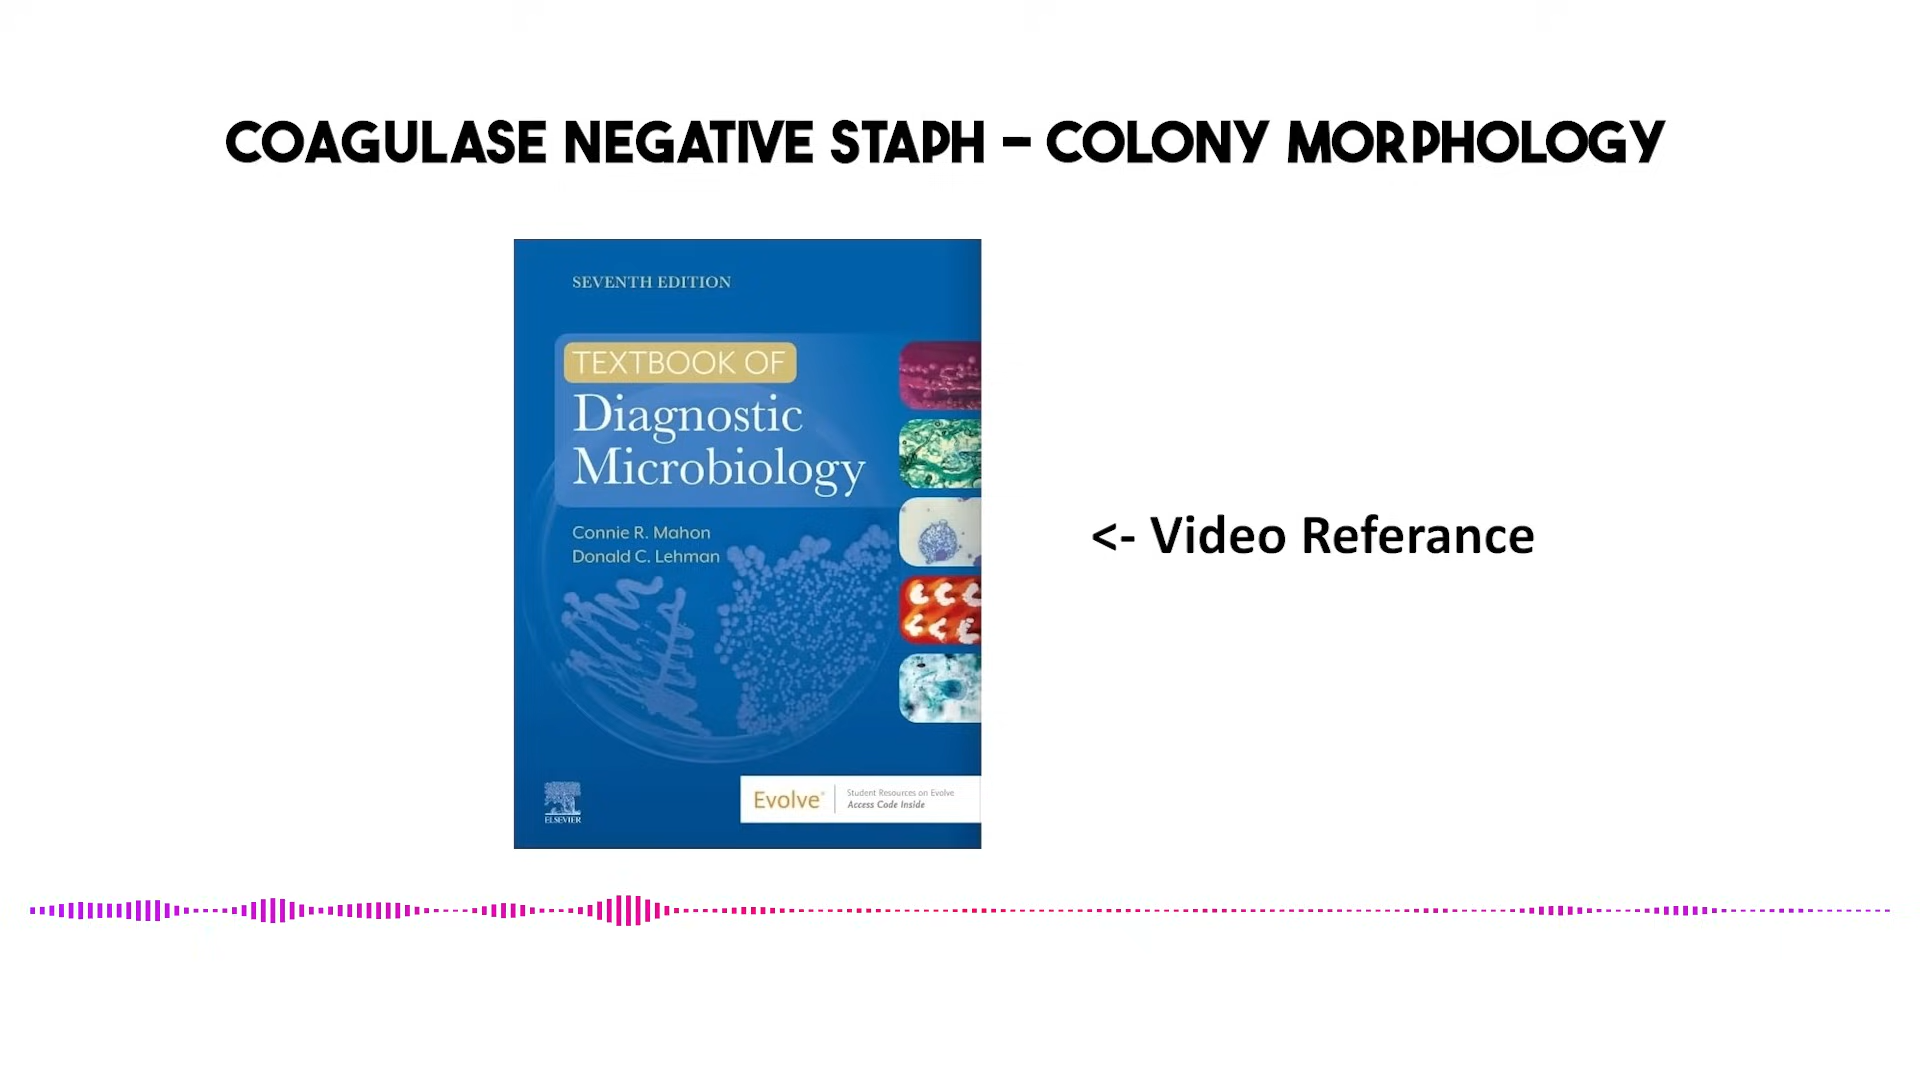 COAGULASE NEGATIVE STAPH – COLONY MORPHOLOGY
SEVENTH EDITION
TEXTBOOK OF
Diagnostic
Microbiology
Connie R. Mahon
Donald C. Lehman
<- Video Referance
Evolve
Student Resources on Evolve
Access Code Inside
ELSEVIER